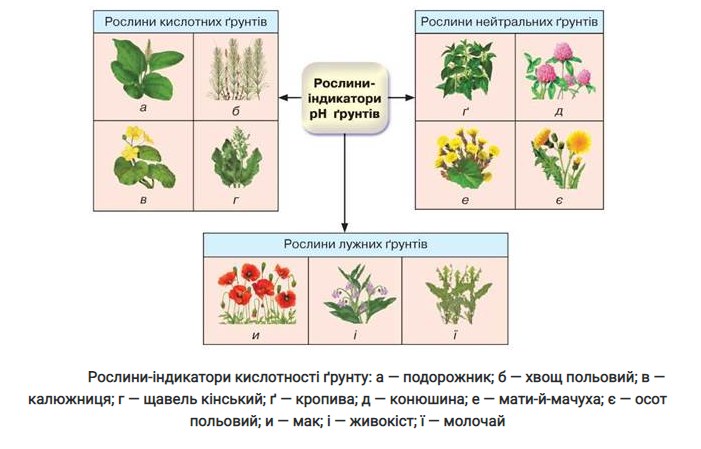 Рослини кислотних ґрунтів
Рослини нейтральних ґрунтів
а
б
в
г
Рослини-
індикатори
рН ґрунтів
ґ
д
е
є
Рослини лужних ґрунтів
и
і
ї
Рослини-індикатори кислотності ґрунту: а — подорожник; б — хвощ польовий; в —
калюжниця; г — щавель кінський; ґ — кропива; д — конюшина; е — мати-й-мачуха; є — осот
польовий; и — мак; і — живокіст; ї — молочай